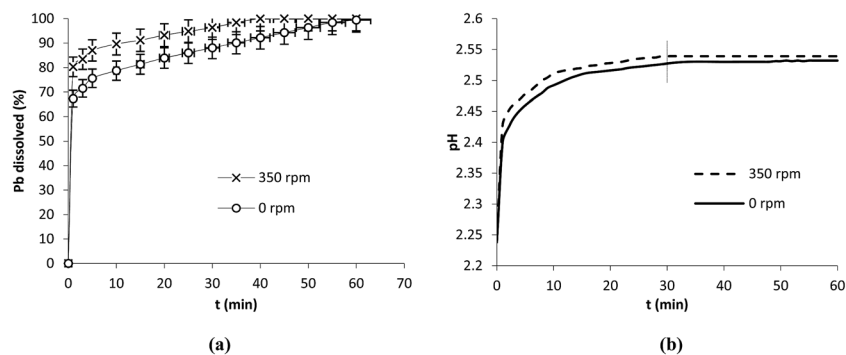 100
90
80
70
60
50
40
30
20
10
0
Pb dissolved (%)
350 rpm
0 rpm
0 10 20 30 40 50 60 70
t (min)
(a)
2.6
2.55
2.5
2.45
2.4
2.35
2.3
2.25
2.2
pH
350 rpm
0 rpm
0 10 20 30 40 50 60
t (min)
(b)